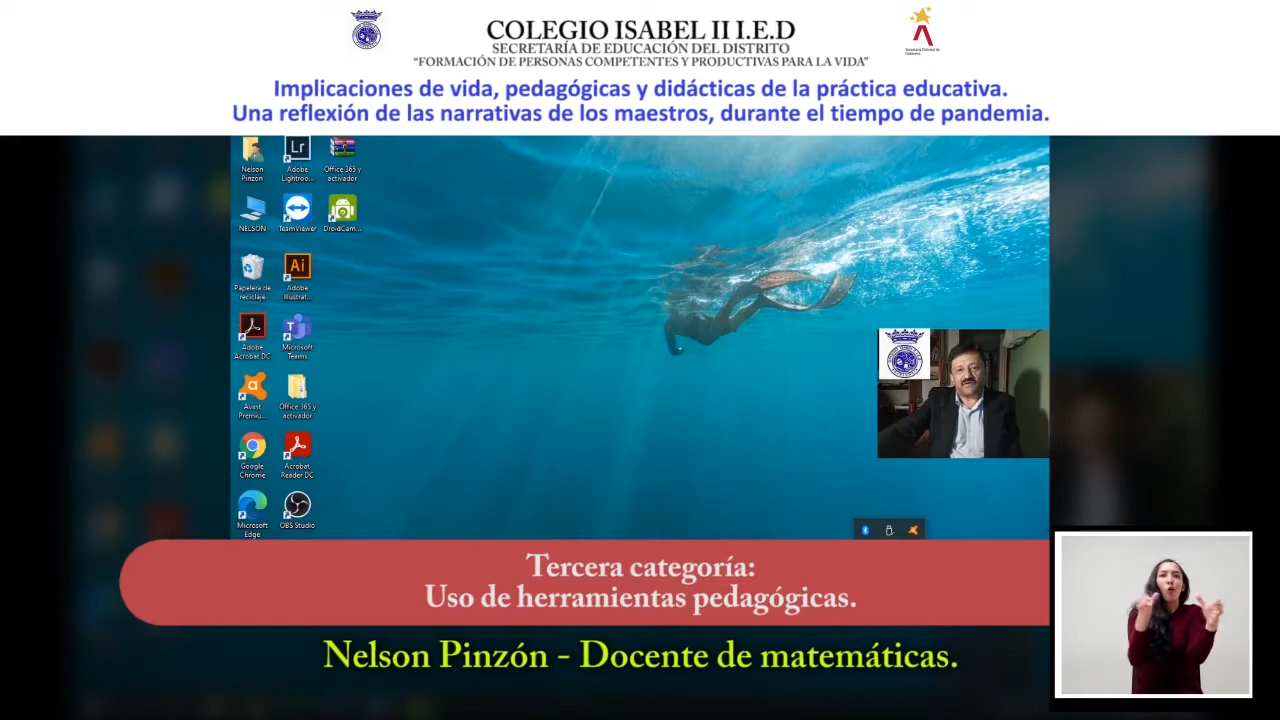 COLEGIO ISABEL II I.E.D
SECRETARÍA DE EDUCACIÓN DEL DISTRITO
“FORMACIÓN DE PERSONAS COMPETENTES Y PRODUCTIVAS PARA LA VIDA”
Implicaciones de vida, pedagógicas y didácticas de la práctica educativa.
Una reflexión de las narrativas de los maestros, durante el tiempo de pandemia.
Lr
Nelson Pinzon
Adobe Lightroo...
Office 365 y activador
NELSON
TeamViewer
DroidCam...
Ai
Papelera de reciclaje
Adobe Illustrat...
Adobe Acrobat DC
Microsoft Teams
Avast Premiu...
Office 365 y activador
Google Chrome
Acrobat Reader DC
Microsoft Edge
OBS Studio
Tercera categoría:
Uso de herramientas pedagógicas.
Nelson Pinzón - Docente de matemáticas.